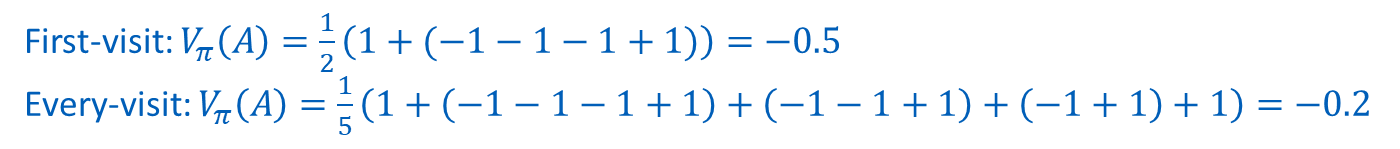 First-visit: V_π(A) = 1/2 (1 + (−1 − 1 − 1 + 1)) = −0.5
Every-visit: V_π(A) = 1/5 (1 + (−1 − 1 − 1 + 1) + (−1 − 1 + 1) + (−1 + 1) + 1) = −0.2